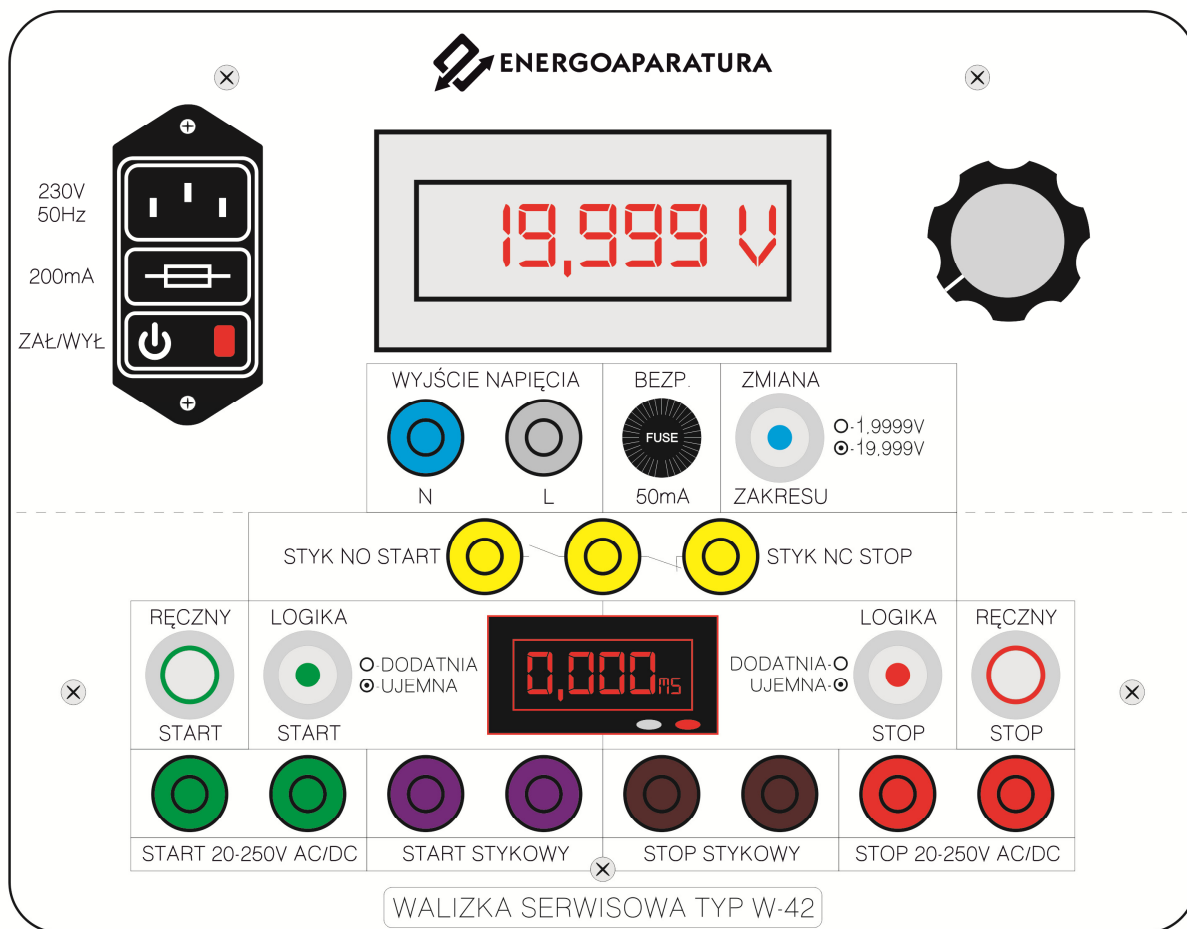 ENERGOAPARATURA
230V
50Hz
19,999 V
200mA
ZAŁ/WYŁ
WYJŚCIE NAPIĘCIA
BEZP.
ZMIANA
FUSE
-1,9999V
-19,999V
N
L
50mA
ZAKRESU
STYK NO START
STYK NC STOP
RĘCZNY
LOGIKA
LOGIKA
RĘCZNY
-DODATNIA
-UJEMNA
0,000ms
DODATNIA-
UJEMNA-
START
START
STOP
STOP
START 20-250V AC/DC
START STYKOWY
STOP STYKOWY
STOP 20-250V AC/DC
WALIZKA SERWISOWA TYP W-42